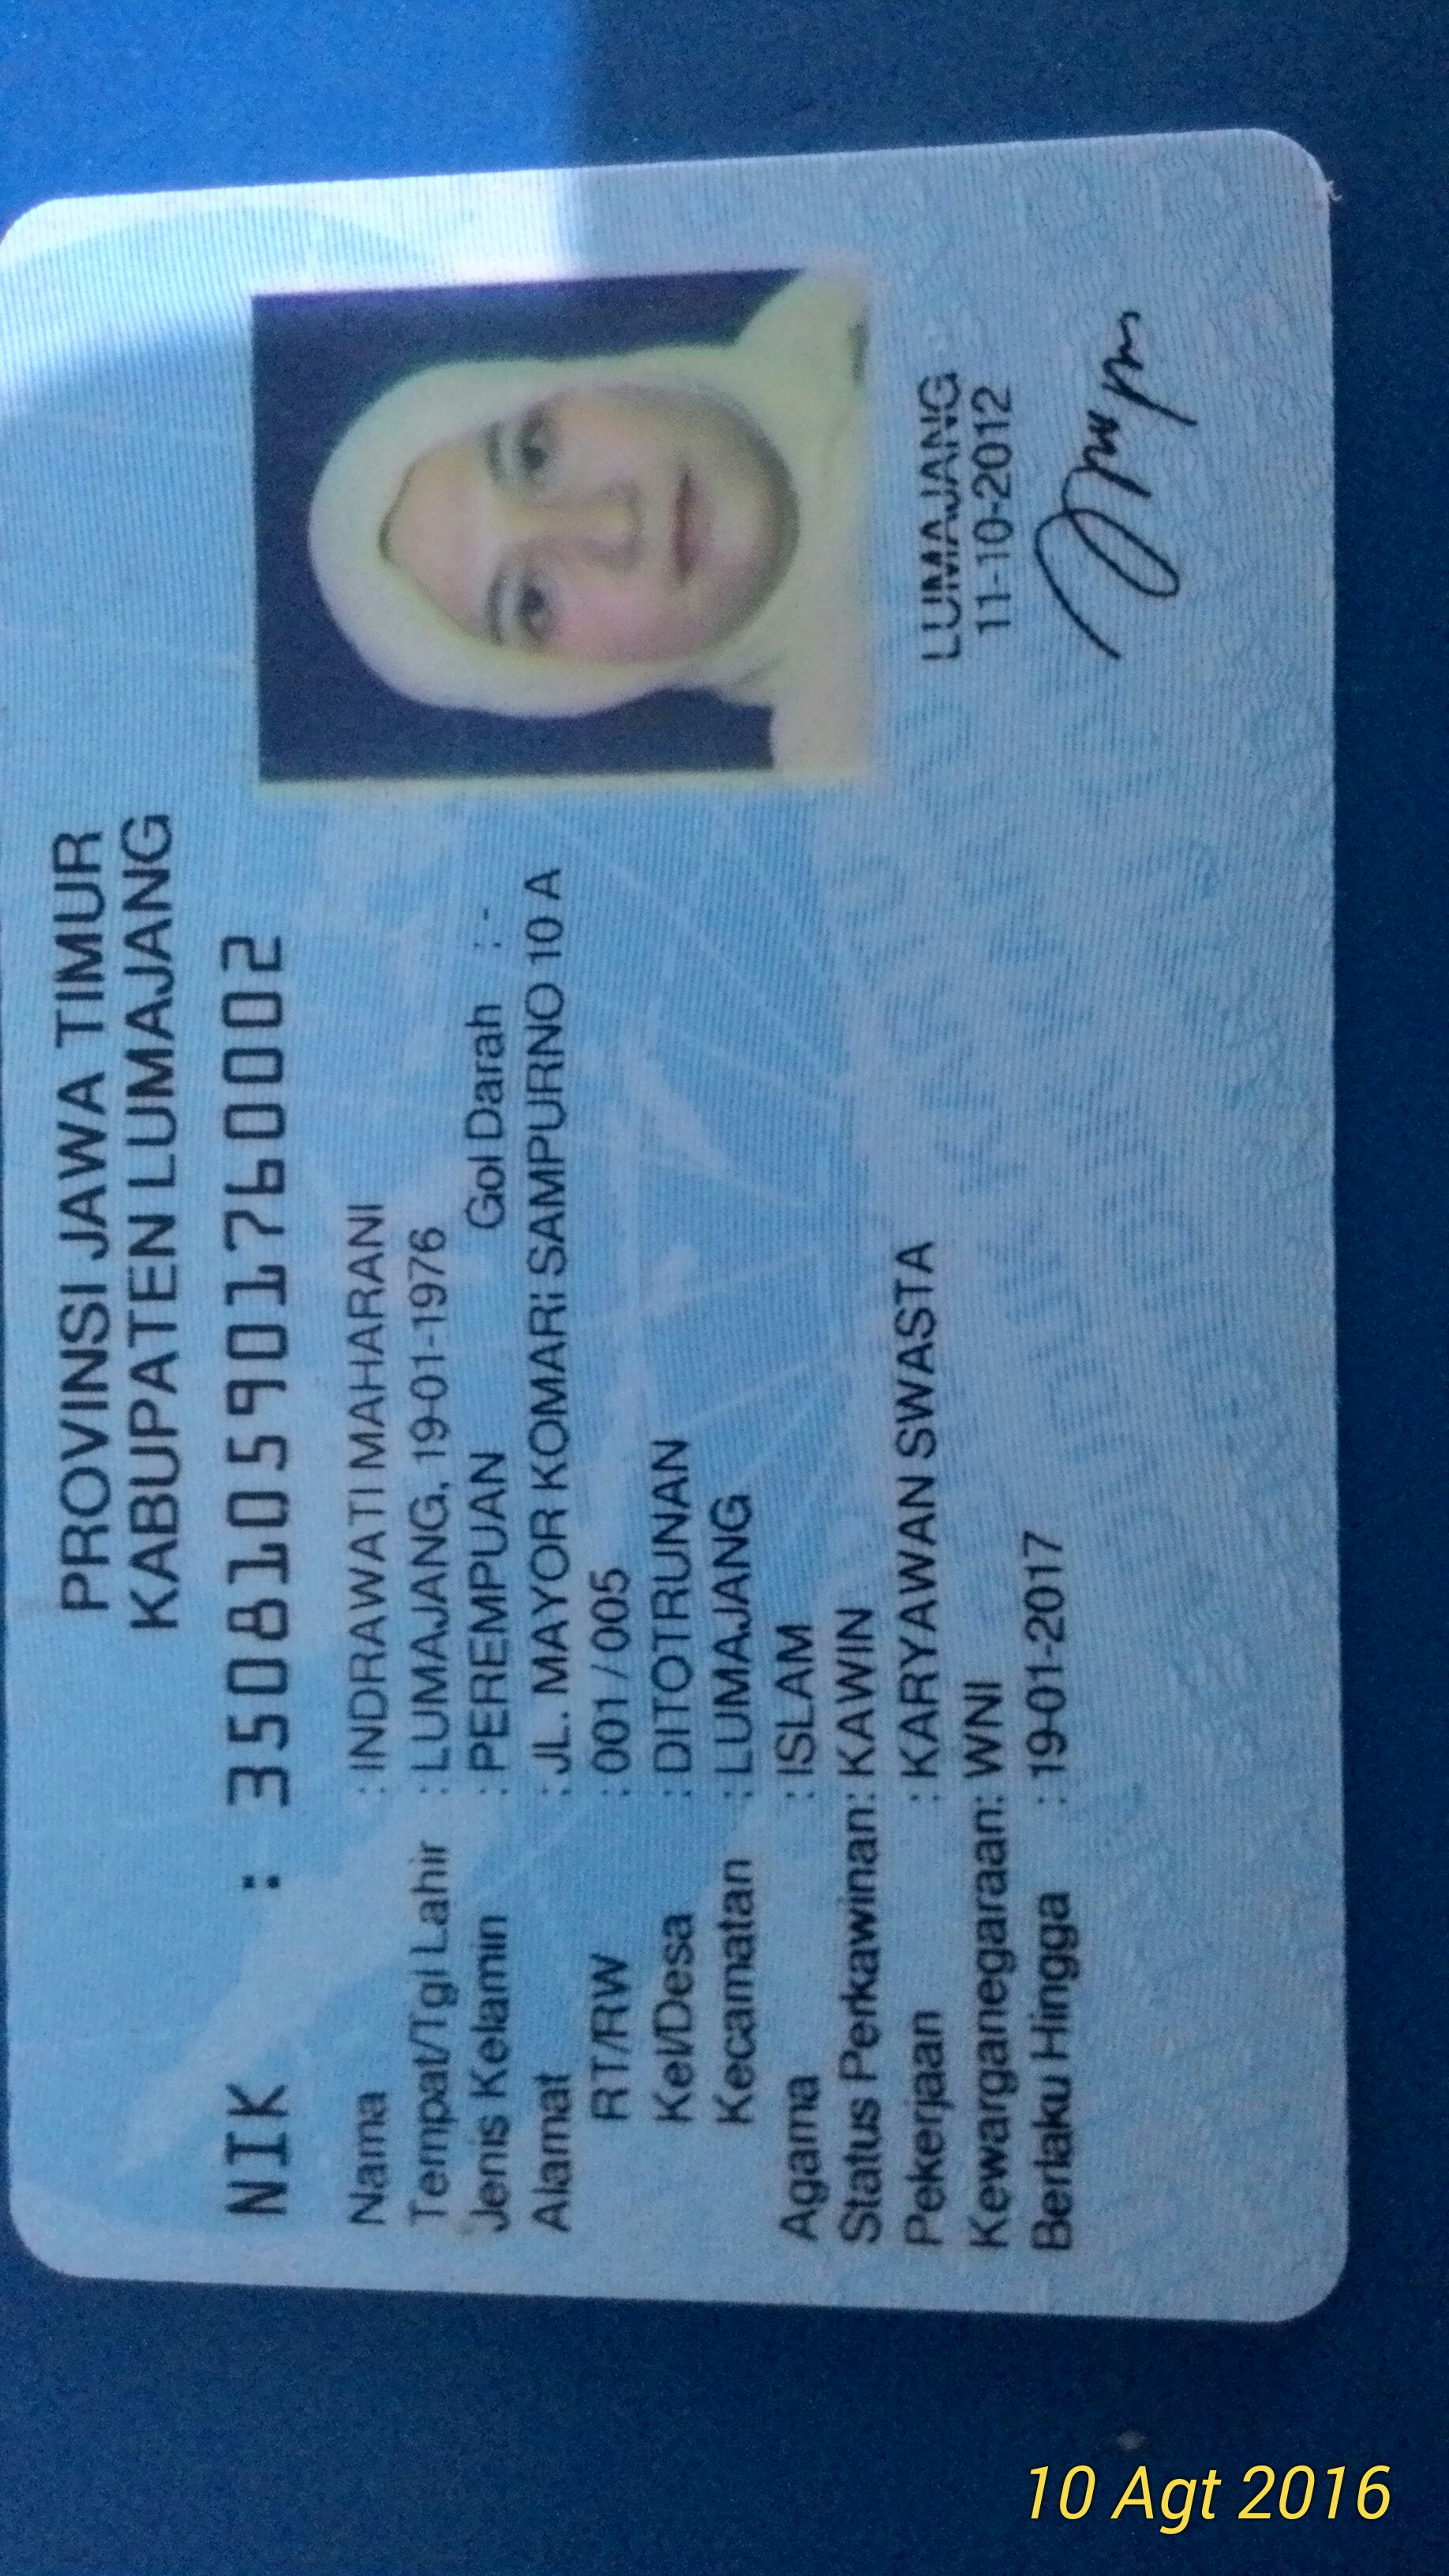 PROVINSI JAWA TIMUR
KABUPATEN LUMAJANG
NIK : 3508105901760002
Nama : INDRAWATI MAHARANI
Tempat/Tgl Lahir : LUMAJANG, 19-01-1976
Jenis Kelamin : PEREMPUAN Gol Darah : -
Alamat : JL. MAYOR KOMARI SAMPURNO 10 A
RT/RW : 001 / 005
Kel/Desa : DITOTRUNAN
Kecamatan : LUMAJANG
Agama : ISLAM
Status Perkawinan: KAWIN
Pekerjaan : KARYAWAN SWASTA
Kewarganegaraan: WNI
Berlaku Hingga : 19-01-2017
LUMAJANG
11-10-2012
10 Agt 2016